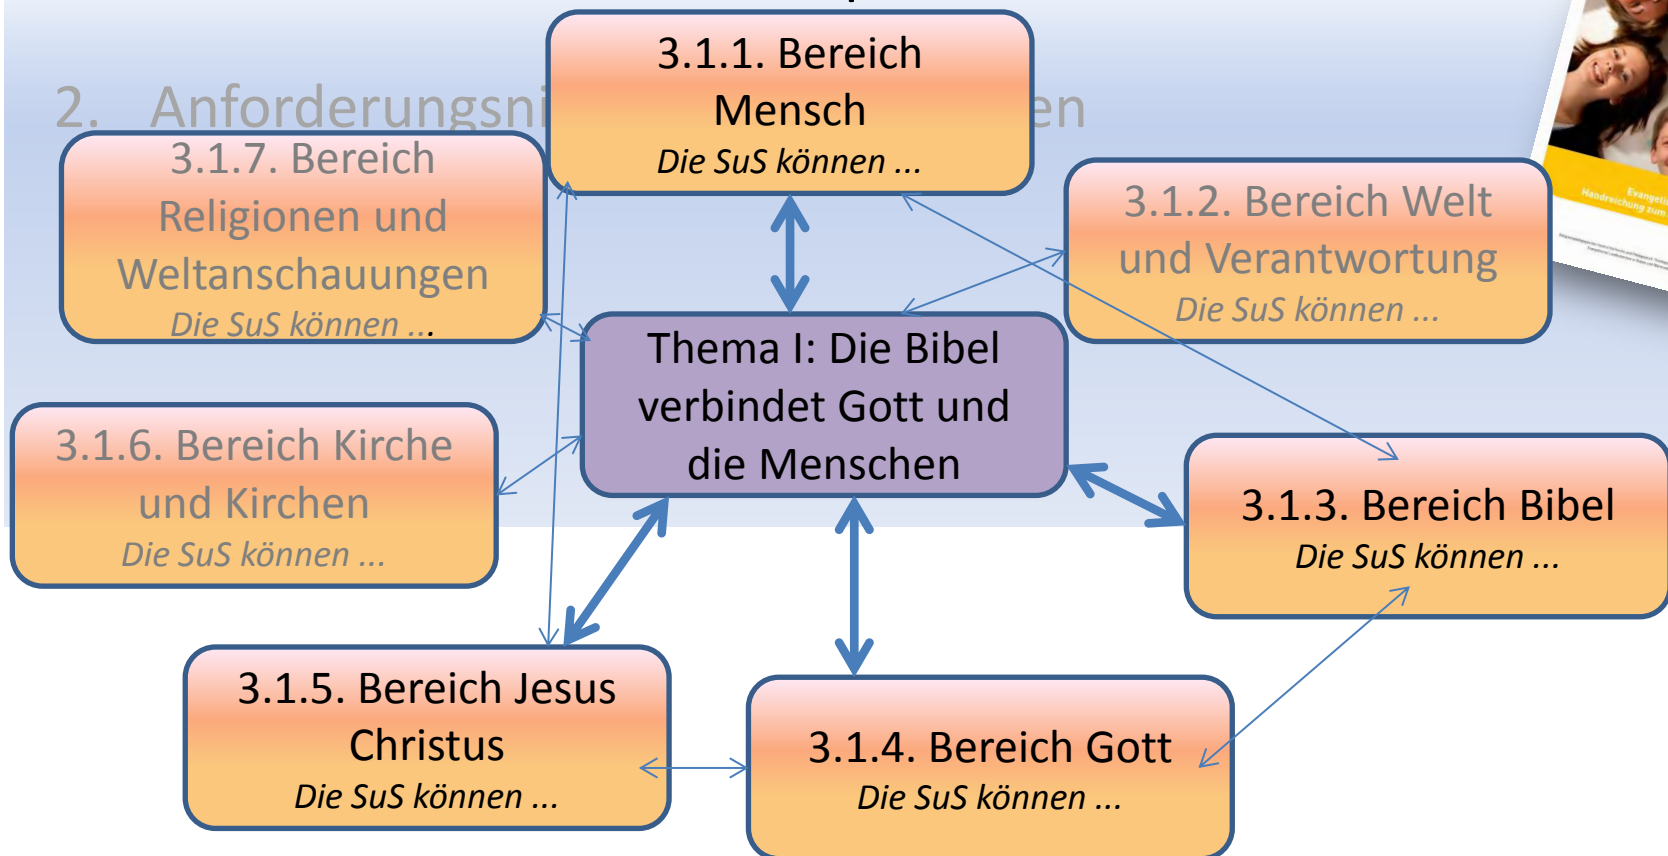 3.1.1. Bereich
Mensch
Die SuS können ...
2. Anforderungsni
en
3.1.7. Bereich
Religionen und
Weltanschauungen
Die SuS können ...
3.1.2. Bereich Welt
und Verantwortung
Die SuS können ...
Thema I: Die Bibel
verbindet Gott und
die Menschen
3.1.6. Bereich Kirche
und Kirchen
Die SuS können ...
3.1.3. Bereich Bibel
Die SuS können ...
3.1.5. Bereich Jesus
Christus
Die SuS können ...
3.1.4. Bereich Gott
Die SuS können ...
Handreichung zum